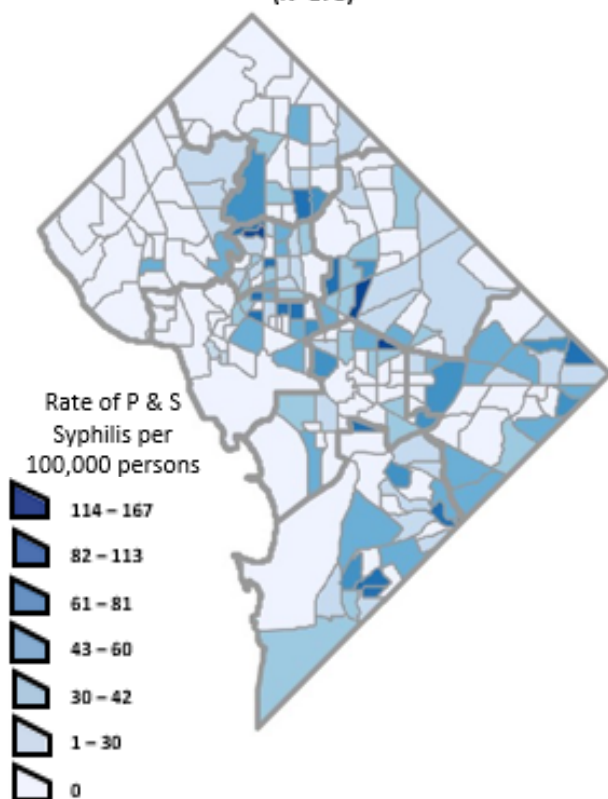 Rate of P & S
Syphilis per
100,000 persons
114 – 167
82 – 113
61 – 81
43 – 60
30 – 42
1 – 30
0